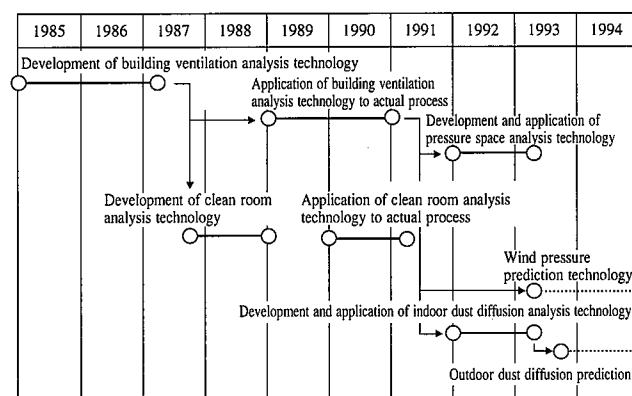 1985 1986 1987 1988 1989 1990 1991 1992 1993 1994
Development of building ventilation analysis technology
Application of building ventilation
analysis technology to actual process
Development and application of
pressure space analysis technology
Development of clean room
analysis technology
Application of clean room analysis
technology to actual process
Wind pressure
prediction technology
Development and application of indoor dust diffusion analysis technology
Outdoor dust diffusion prediction